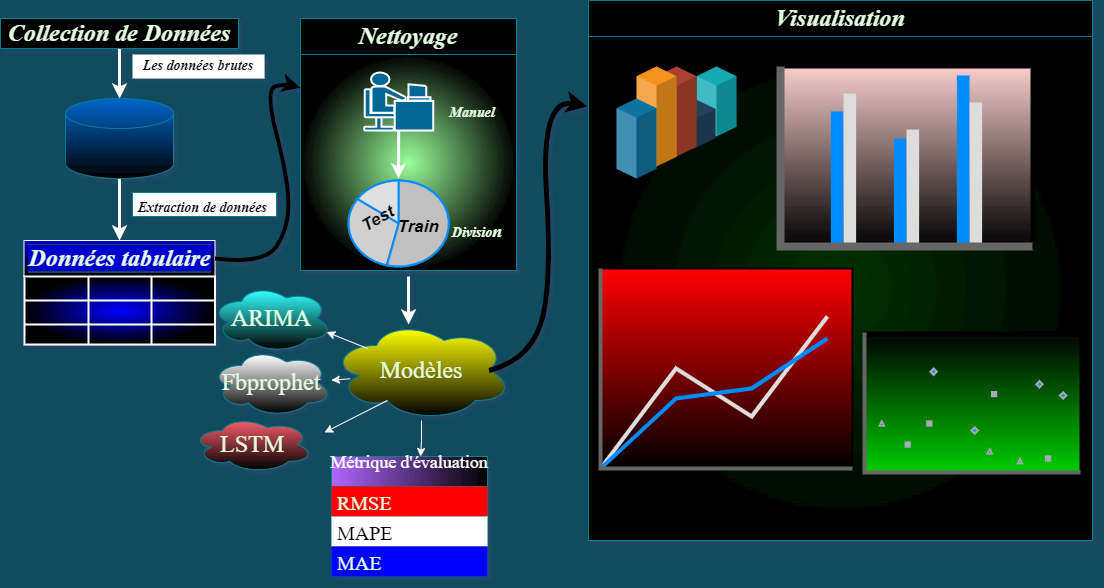 Collection de Données
Les données brutes
Extraction de données
Données tabulaire
Nettoyage
Manuel
Test
Train
Division
ARIMA
Fbprophet
LSTM
Modèles
Métrique d'évaluation
RMSE
MAPE
MAE
Visualisation